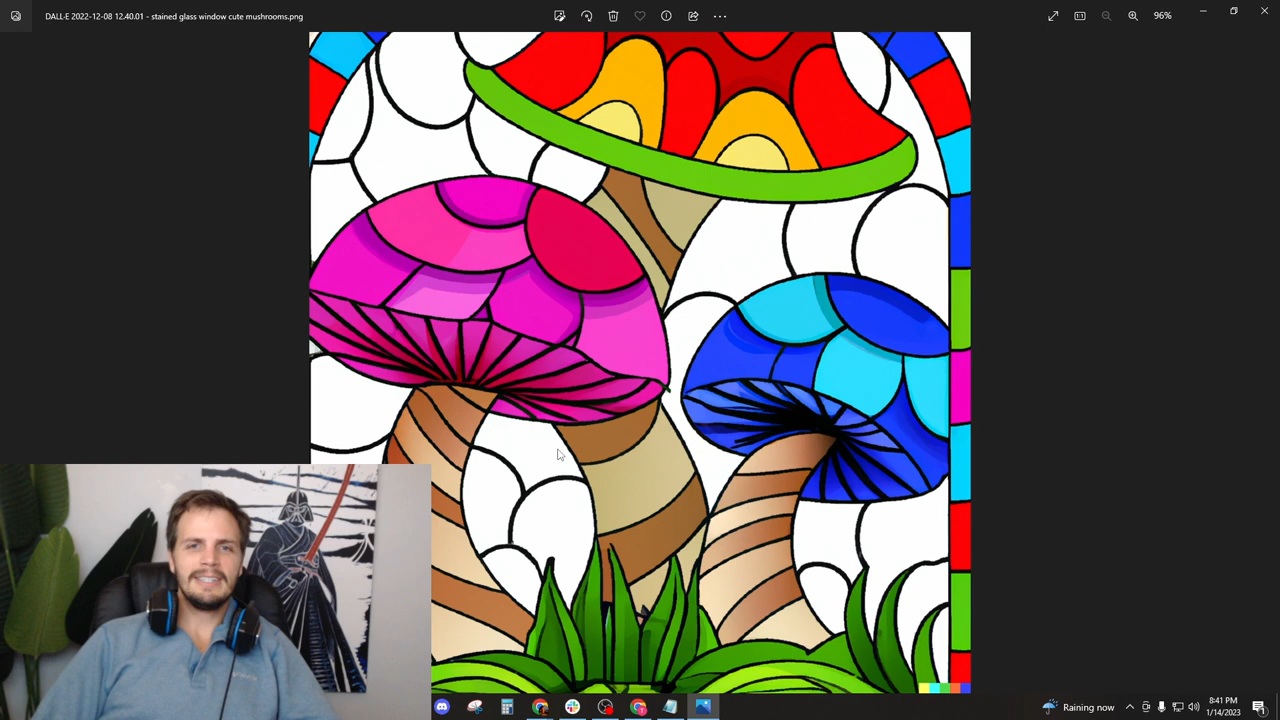 DALL·E 2022-12-08 12.40.01 - stained glass window cute mushrooms.png
96%
Raining now
8:41 PM
1/14/2023